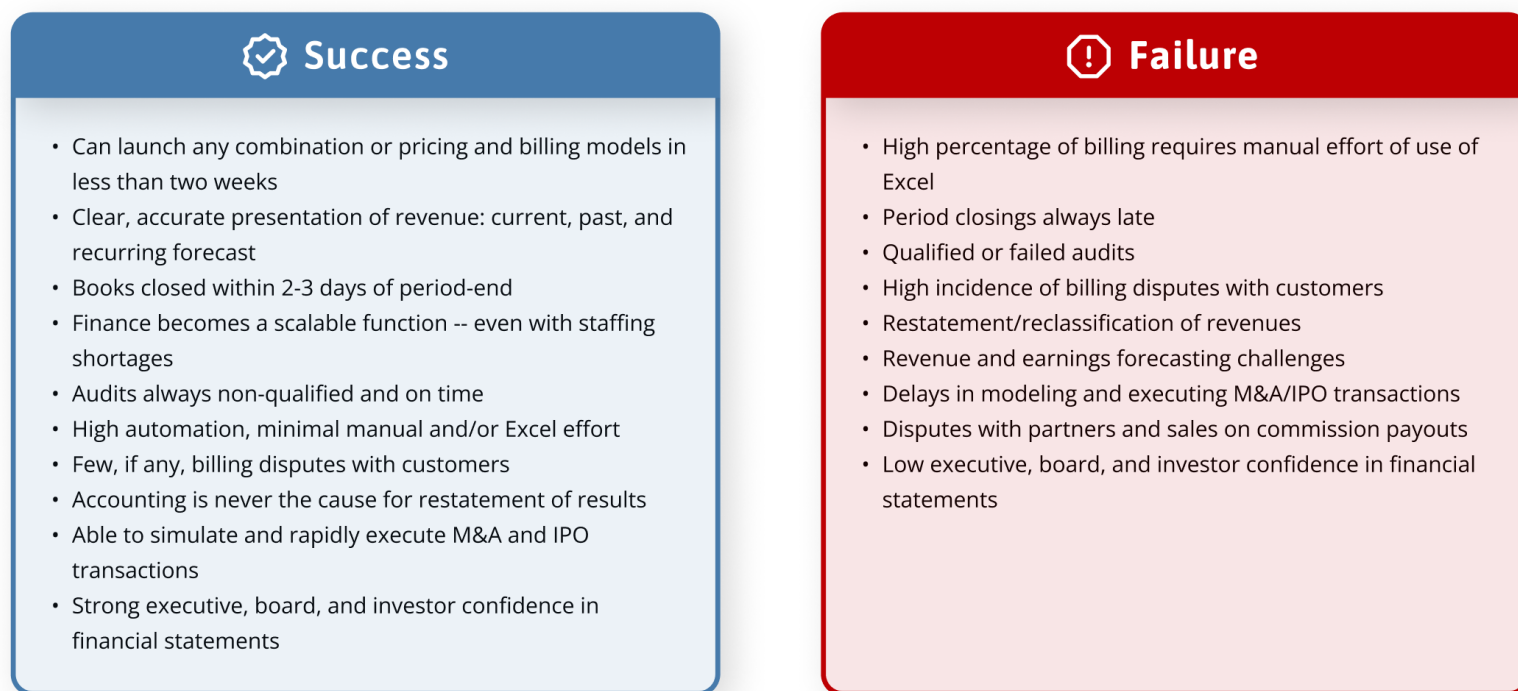 Success
• Can launch any combination or pricing and billing models in
less than two weeks
• Clear, accurate presentation of revenue: current, past, and
recurring forecast
• Books closed within 2-3 days of period-end
• Finance becomes a scalable function -- even with staffing
shortages
• Audits always non-qualified and on time
• High automation, minimal manual and/or Excel effort
• Few, if any, billing disputes with customers
• Accounting is never the cause for restatement of results
• Able to simulate and rapidly execute M&A and IPO
transactions
• Strong executive, board, and investor confidence in
financial statements
Failure
• High percentage of billing requires manual effort of use of
Excel
• Period closings always late
• Qualified or failed audits
• High incidence of billing disputes with customers
• Restatement/reclassification of revenues
• Revenue and earnings forecasting challenges
• Delays in modeling and executing M&A/IPO transactions
• Disputes with partners and sales on commission payouts
• Low executive, board, and investor confidence in financial
statements